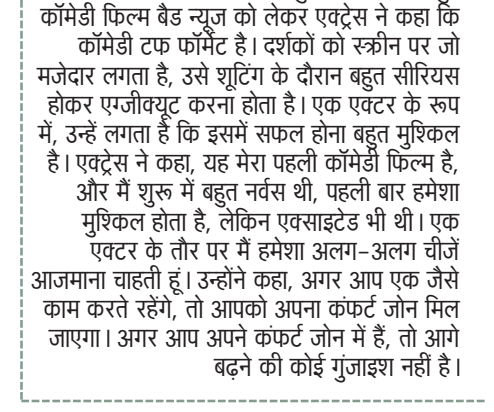 कॉमेडी फिल्म बैड न्यूज को लेकर एक्ट्रेस ने कहा कि
कॉमेडी टफ फॉर्मेट है। दर्शकों को स्क्रीन पर जो
मजेदार लगता है, उसे शूटिंग के दौरान बहुत सीरियस
होकर एग्जीक्यूट करना होता है। एक एक्टर के रूप
में, उन्हें लगता है कि इसमें सफल होना बहुत मुश्किल
है। एक्ट्रेस ने कहा, यह मेरा पहली कॉमेडी फिल्म है,
और मैं शुरू में बहुत नर्वस थी, पहली बार हमेशा
मुश्किल होता है, लेकिन एक्साइटेड भी थी। एक
एक्टर के तौर पर मैं हमेशा अलग-अलग चीजें
आजमाना चाहती हूं। उन्होंने कहा, अगर आप एक जैसे
काम करते रहेंगे, तो आपको अपना कंफर्ट जोन मिल
जाएगा। अगर आप अपने कंफर्ट जोन में हैं, तो आगे
बढ़ने की कोई गुंजाइश नहीं है।